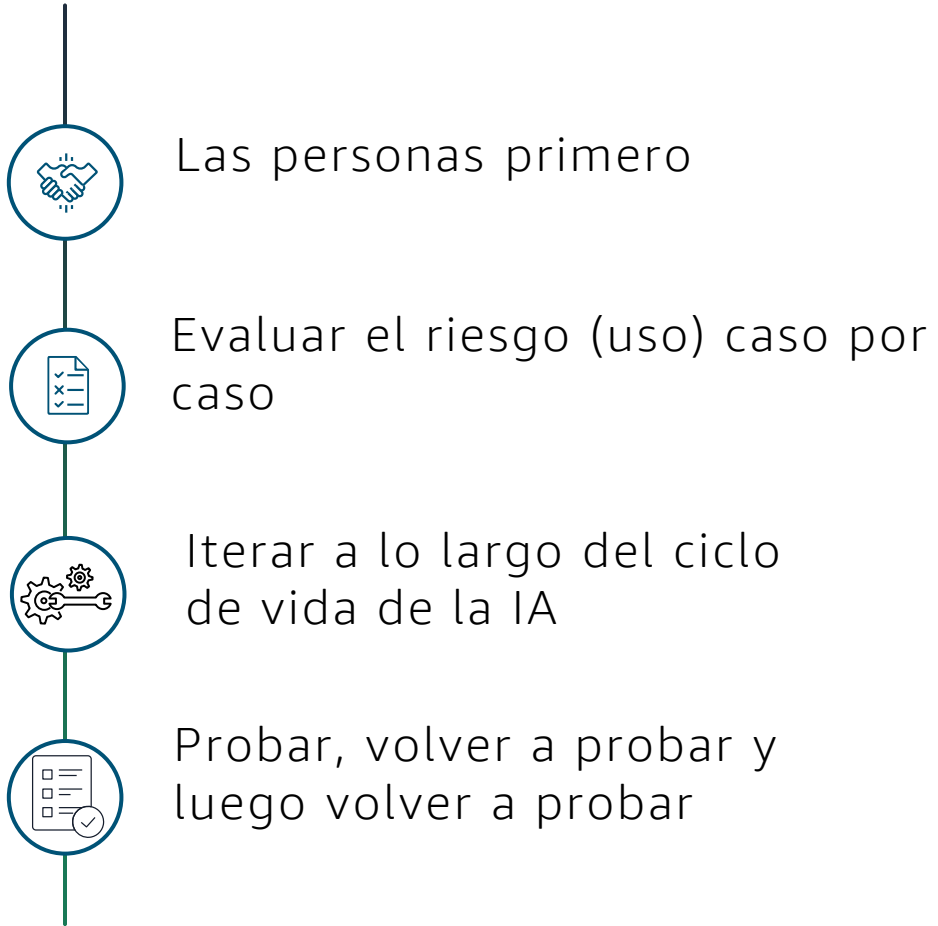 Las personas primero
Evaluar el riesgo (uso) caso por
caso
Iterar a lo largo del ciclo
de vida de la IA
Probar, volver a probar y
luego volver a probar